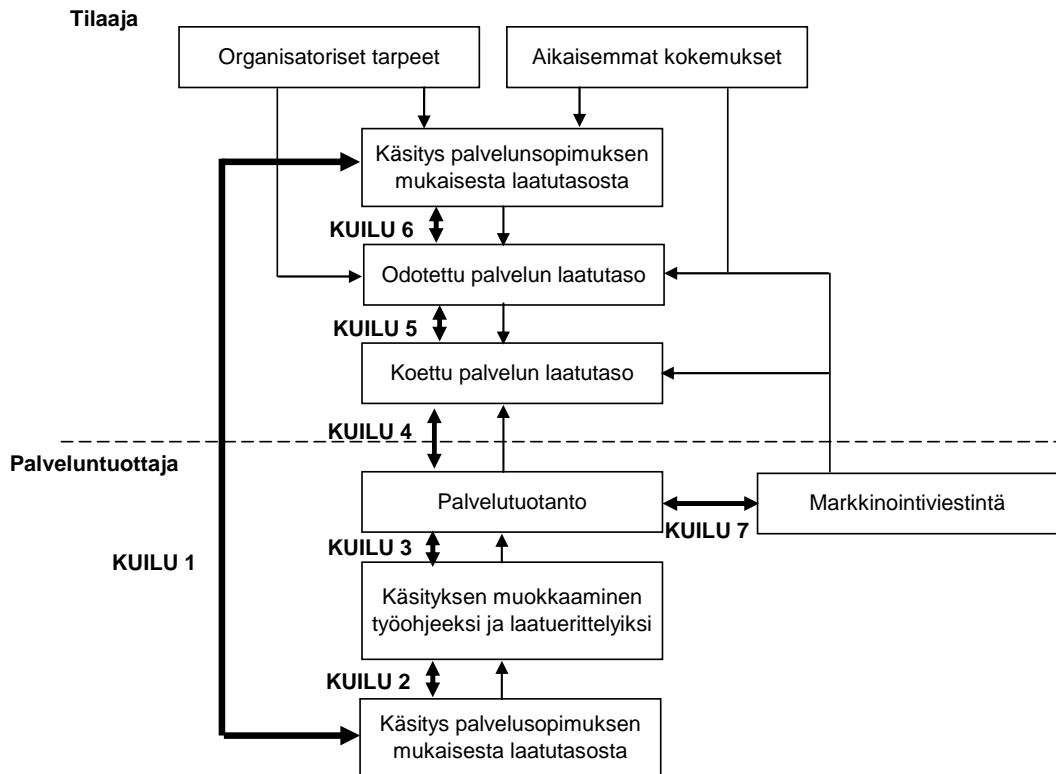 Tilaaja
Organisatoriset tarpeet
Aikaisemmat kokemukset
Käsitys palvelunsopimuksen
mukaisesta laatutasosta
KUILU 6
Odotettu palvelun laatutaso
KUILU 5
Koettu palvelun laatutaso
KUILU 4
Palveluntuottaja
Palvelutuotanto
Markkinointiviestintä
KUILU 7
KUILU 3
KUILU 1
Käsityksen muokkaaminen
työohjeeksi ja laatuerittelyiksi
KUILU 2
Käsitys palvelusopimuksen
mukaisesta laatutasosta